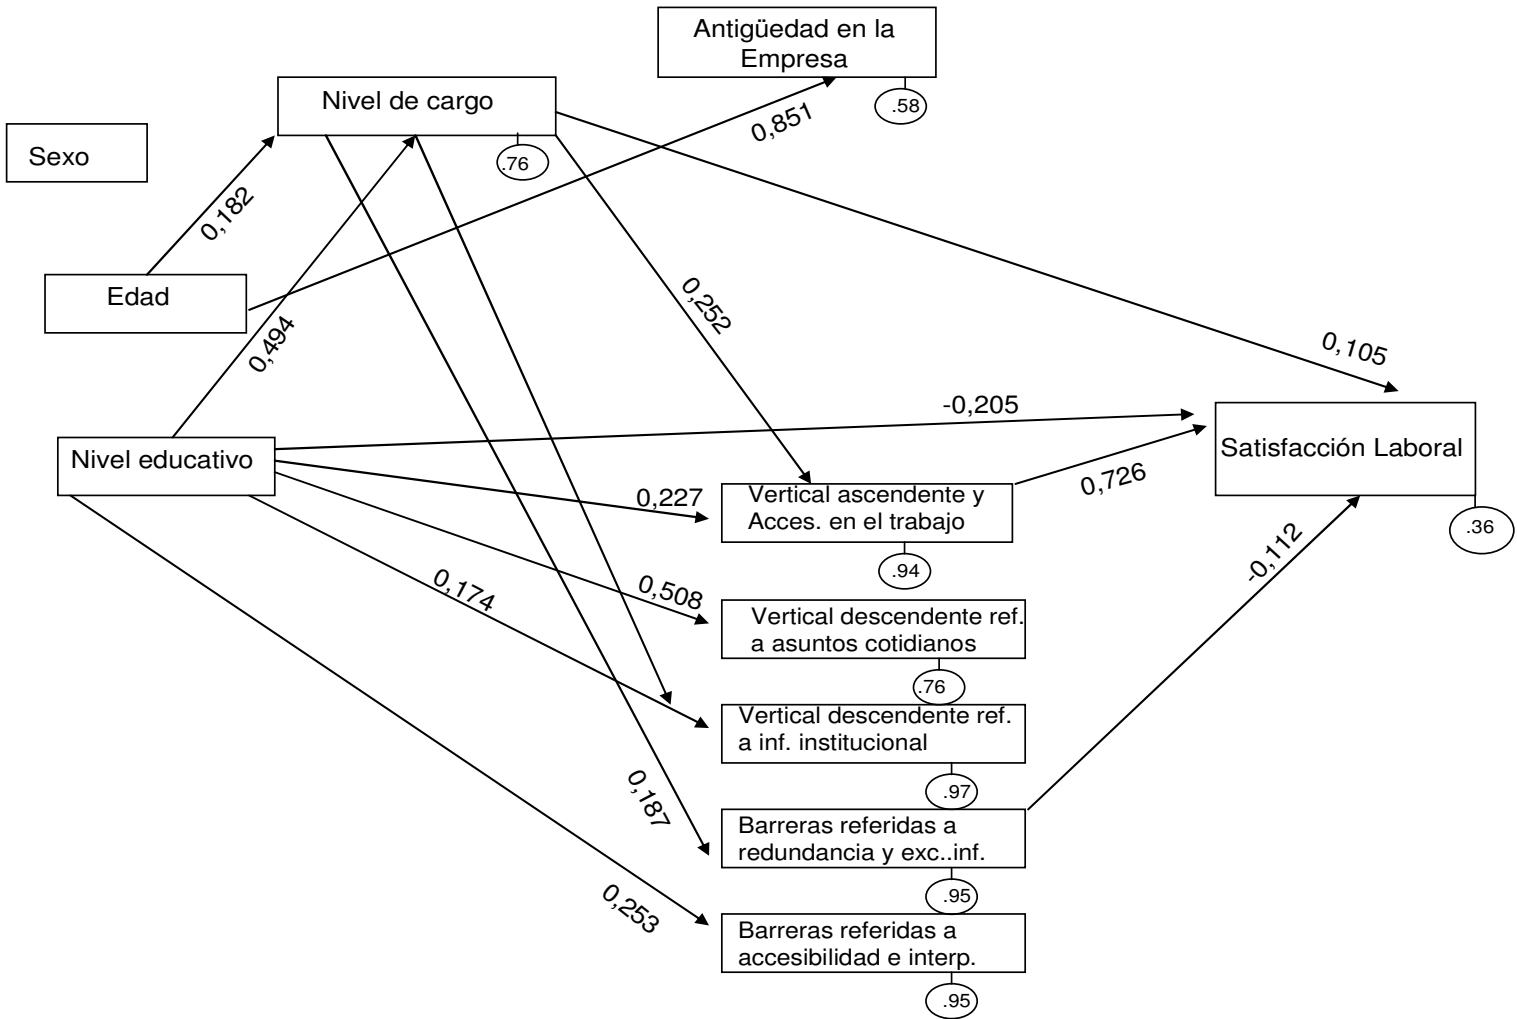 Antigüedad en la
Empresa
.58
Nivel de cargo
.76
Sexo
0,851
0,182
Edad
0,494
0,252
0,105
-0,205
Nivel educativo
Satisfacción Laboral
.36
0,726
0,227
Vertical ascendente y
Acces. en el trabajo
.94
-0,112
0,174
0,508
Vertical descendente ref.
a asuntos cotidianos
.76
Vertical descendente ref.
a inf. institucional
.97
0,187
Barreras referidas a
redundancia y exc..inf.
.95
0,253
Barreras referidas a
accesibilidad e interp.
.95